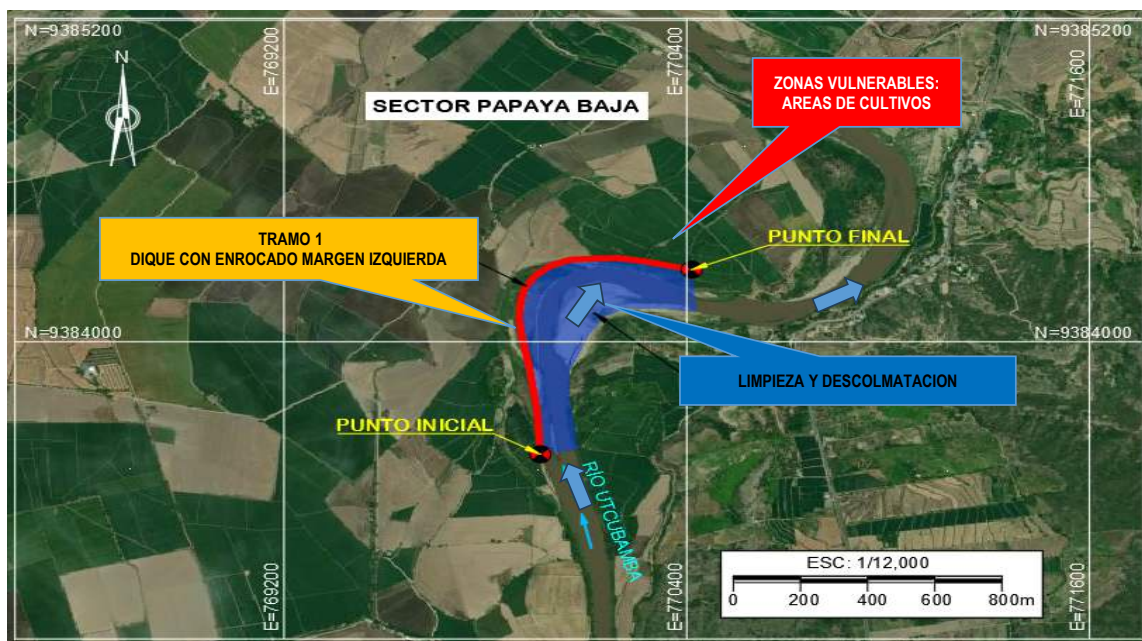 N=9385200
N=9385200
E=769200
E=770400
E=771600
N
SECTOR PAPAYA BAJA
ZONAS VULNERABLES:
AREAS DE CULTIVOS
TRAMO 1
DIQUE CON ENROCADO MARGEN IZQUIERDA
PUNTO FINAL
N=9384000
N=9384000
LIMPIEZA Y DESCOLMATACION
PUNTO INICIAL
RÍO UTCUBAMBA
ESC: 1/12,000
0 200 400 600 800m
E=769200
E=770400
E=771600